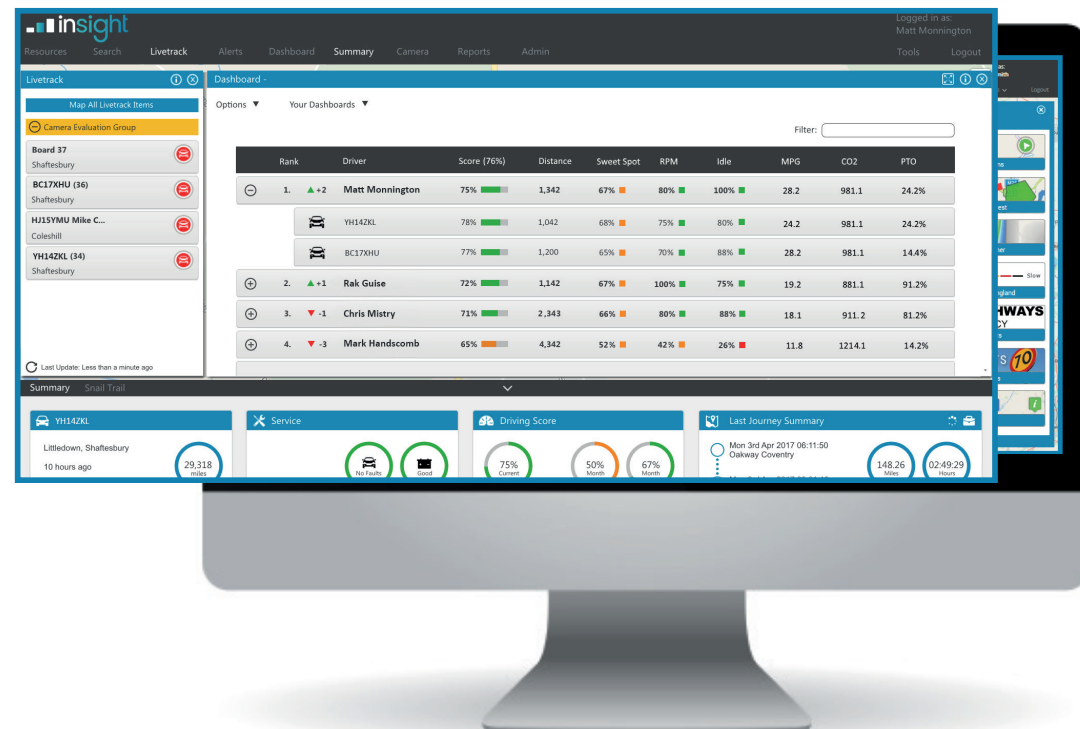 insight
Logged in as:
Matt Monnington
Resources Search Livetrack Alerts Dashboard Summary Camera Reports Admin Tools Logout
Livetrack
Map All Livetrack Items
Camera Evaluation Group
Board 37
Shaftesbury
BC17XHU (36)
Shaftesbury
HJ15YMU Mike C...
Coleshill
YH14ZKL (34)
Shaftesbury
Last Update: Less than a minute ago
Dashboard -
Options ▼ Your Dashboards ▼
Filter:
Rank Driver Score (76%) Distance Sweet Spot RPM Idle MPG CO2 PTO
1. +2 Matt Monnington 75% 1,342 67% 80% 100% 28.2 981.1 24.2%
YH14ZKL 78% 1,042 68% 75% 80% 24.2 981.1 24.2%
BC17XHU 77% 1,200 65% 70% 88% 28.2 981.1 14.4%
2. +1 Rak Guise 72% 1,142 67% 100% 75% 19.2 881.1 91.2%
3. -1 Chris Mistry 71% 2,343 66% 80% 88% 18.1 911.2 81.2%
4. -3 Mark Handscomb 65% 4,342 52% 42% 26% 11.8 1214.1 14.2%
Summary Snail Trail
YH14ZKL
Littledown, Shaftesbury
10 hours ago
29,318
miles
Service
No Faults
Good
Driving Score
75%
Current
50%
Month
67%
Month
Last Journey Summary
Mon 3rd Apr 2017 06:11:50
Oakway Coventry
148.26
Miles
02:49:29
Hours
as:
Logout
Slow